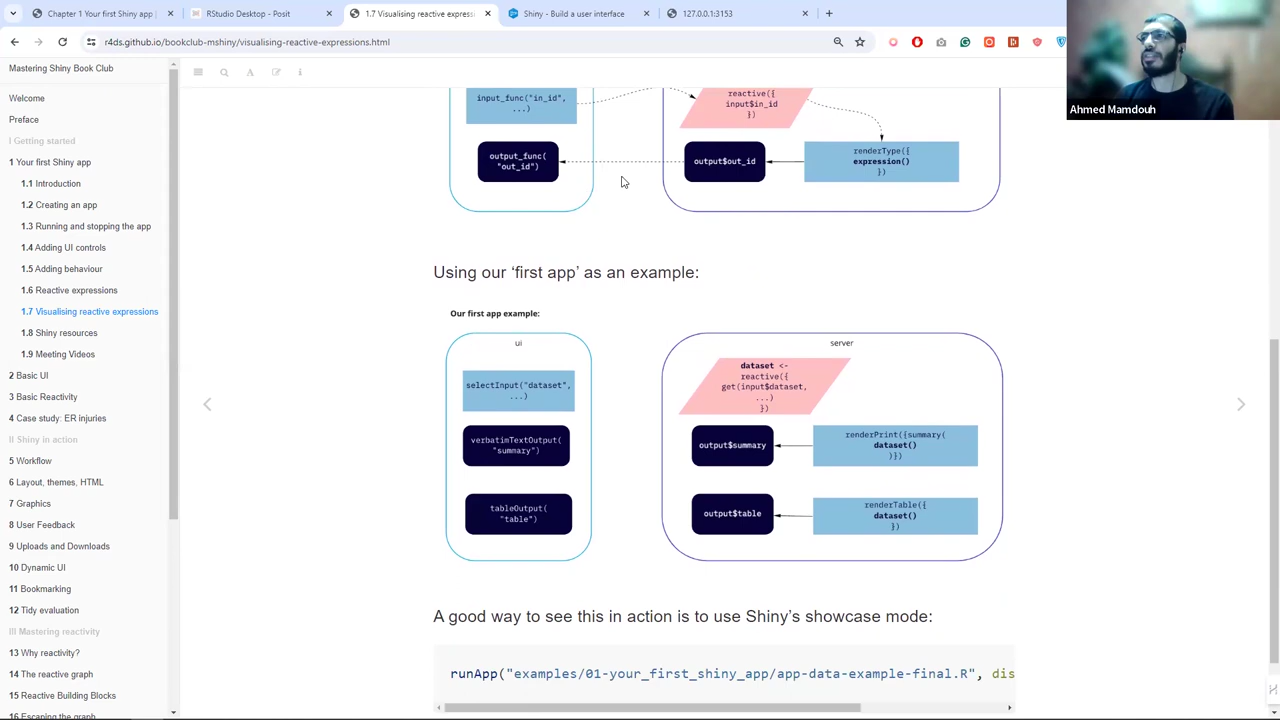 Chapter 1 Your first Shiny app |
RStudio Desktop - Posit
1.7 Visualising reactive express
Shiny - Build a user interface
127.0.0.1:3153
r4ds.github.io/bookclub-mshiny/visualising-reactive-expressions.html
Ahmed Mamdouh
Mastering Shiny Book Club
Welcome
Preface
I Getting started
1 Your first Shiny app
1.1 Introduction
1.2 Creating an app
1.3 Running and stopping the app
1.4 Adding UI controls
1.5 Adding behaviour
1.6 Reactive expressions
1.7 Visualising reactive expressions
1.8 Shiny resources
1.9 Meeting Videos
2 Basic UI
3 Basic Reactivity
4 Case study: ER injuries
II Shiny in action
5 Workflow
6 Layout, themes, HTML
7 Graphics
8 User Feedback
9 Uploads and Downloads
10 Dynamic UI
11 Bookmarking
12 Tidy evaluation
III Mastering reactivity
13 Why reactivity?
14 The reactive graph
15 Reactive Building Blocks
16 Escaping the graph
input_func("in_id",
...)
output_func(
"out_id")
reactive({
input$in_id
})
output$out_id
renderType({
expression()
})
Using our ‘first app’ as an example:
Our first app example:
ui
selectInput("dataset",
...)
verbatimTextOutput(
"summary")
tableOutput(
"table")
server
dataset <-
reactive({
get(input$dataset,
...)
})
output$summary
renderPrint({summary(
dataset()
)})
output$table
renderTable({
dataset()
})
A good way to see this in action is to use Shiny’s showcase mode:
runApp("examples/01-your_first_shiny_app/app-data-example-final.R", dis